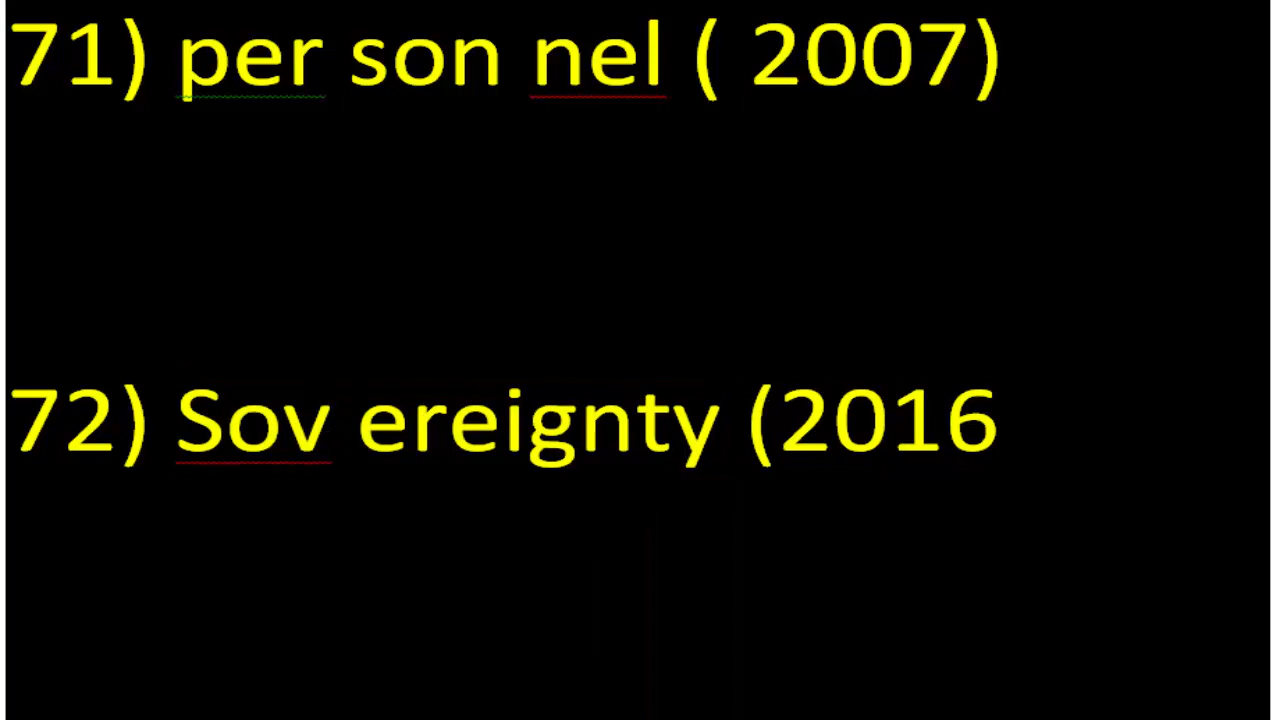 71) per son nel ( 2007)
72) Sov ereignty (2016